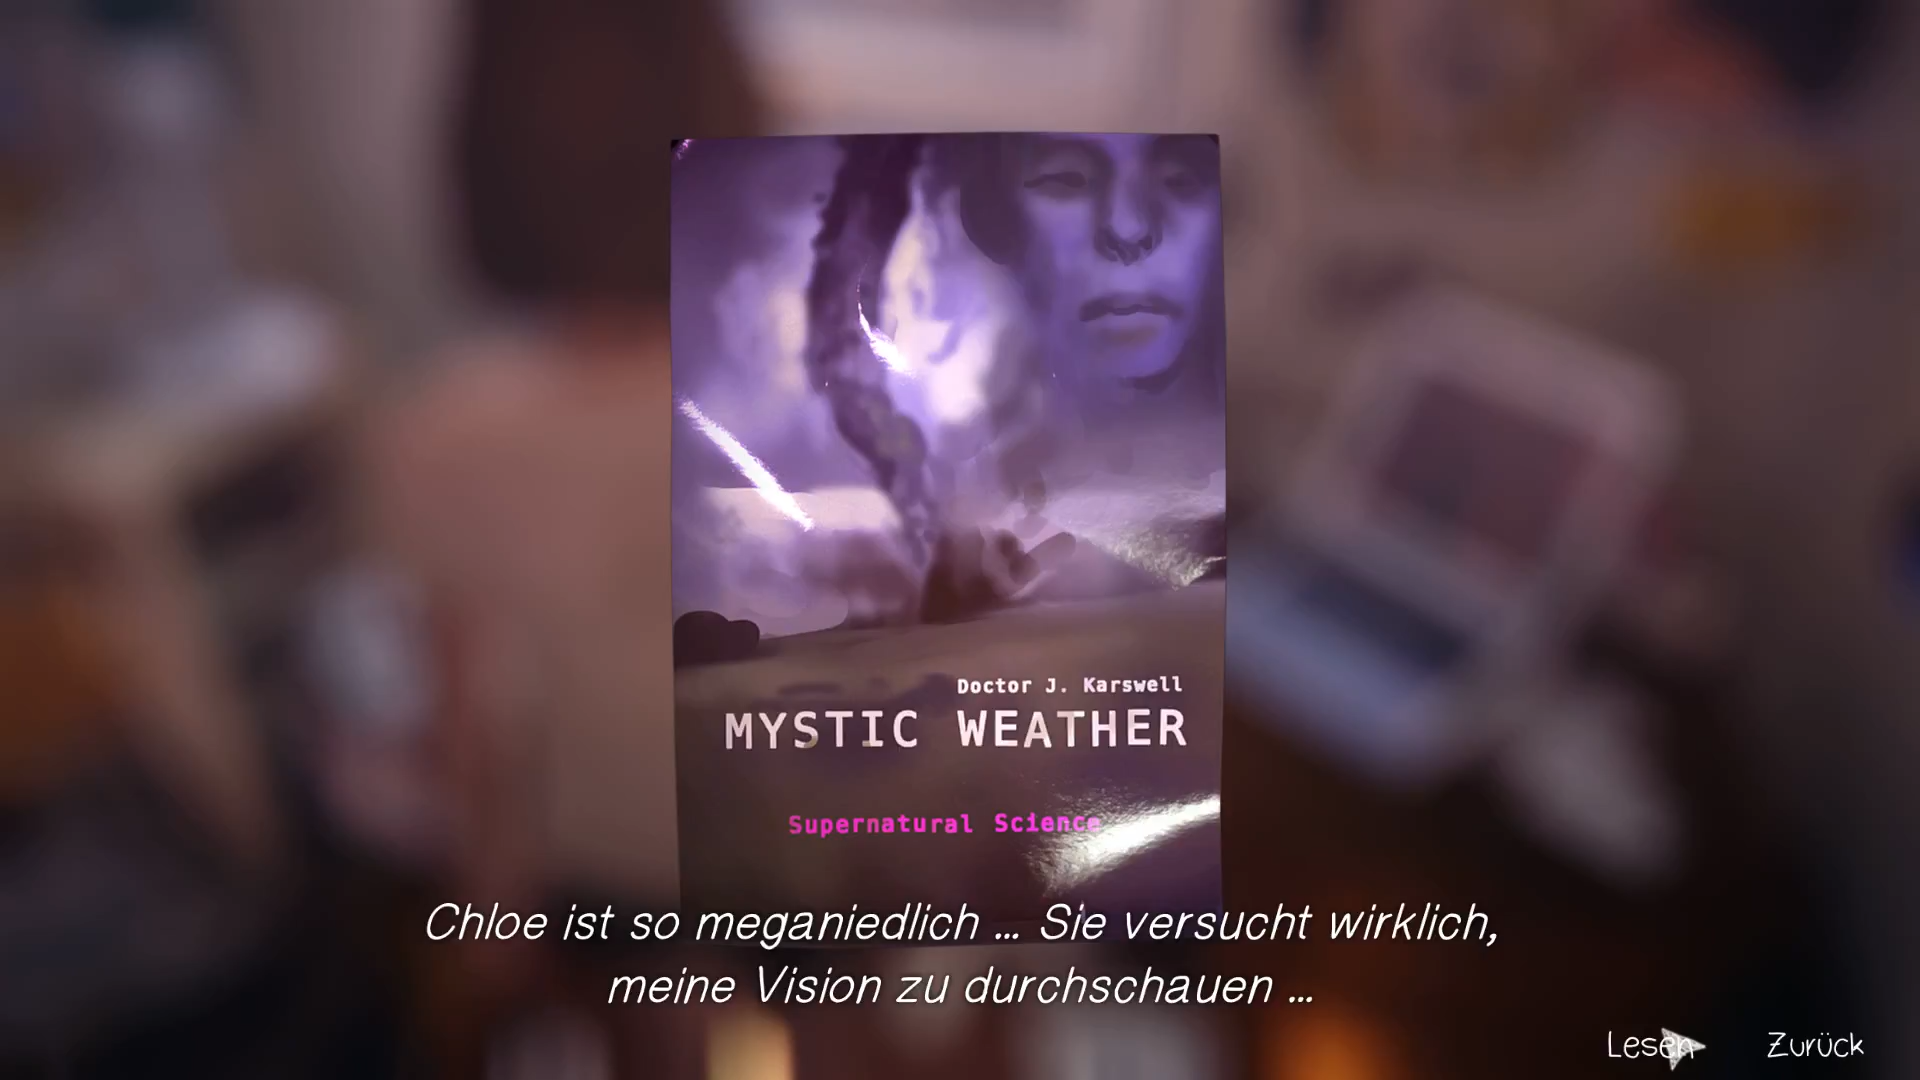 Doctor J. Karswell
MYSTIC WEATHER
Supernatural Science
Chloe ist so meganiedlich ... Sie versucht wirklich,
meine Vision zu durchschauen ...
Lesen
Zurück